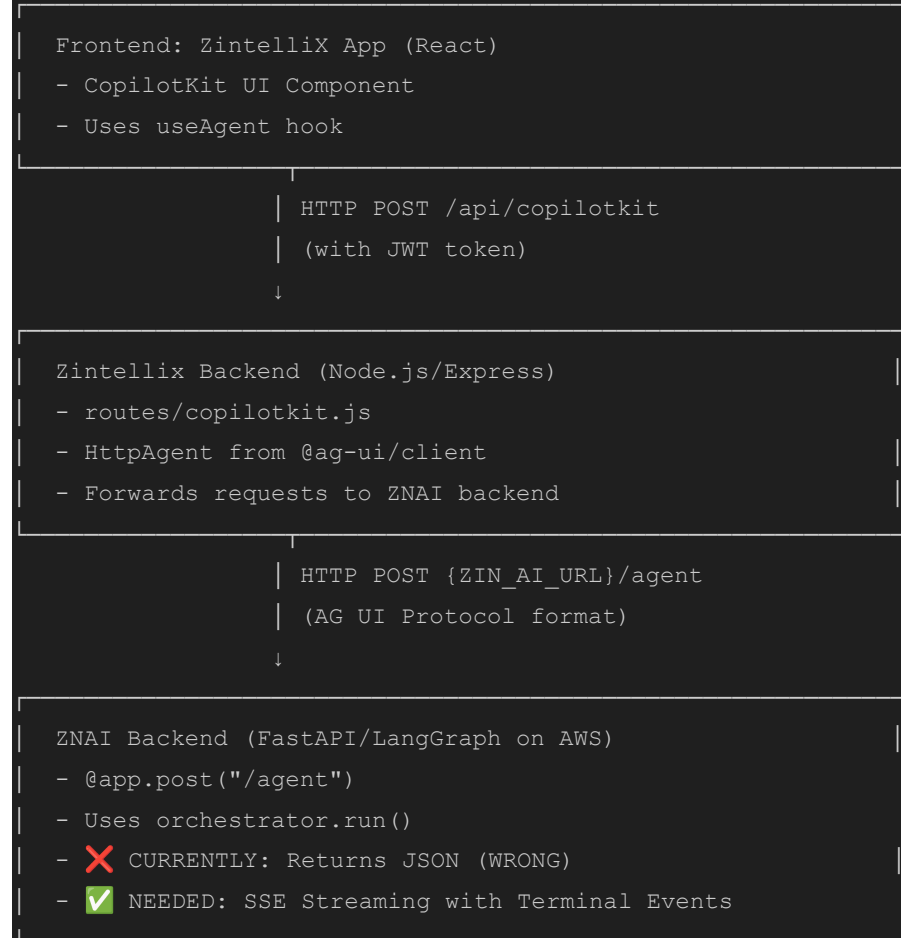 Frontend: ZintelliX App (React)
- CopilotKit UI Component
- Uses useAgent hook
HTTP POST /api/copilotkit
(with JWT token)
↓
Zintellix Backend (Node.js/Express)
- routes/copilotkit.js
- HttpAgent from @ag-ui/client
- Forwards requests to ZNAI backend
HTTP POST {ZIN_AI_URL}/agent
(AG UI Protocol format)
↓
ZNAI Backend (FastAPI/LangGraph on AWS)
- @app.post("/agent")
- Uses orchestrator.run()
- ❌ CURRENTLY: Returns JSON (WRONG)
- ✅ NEEDED: SSE Streaming with Terminal Events